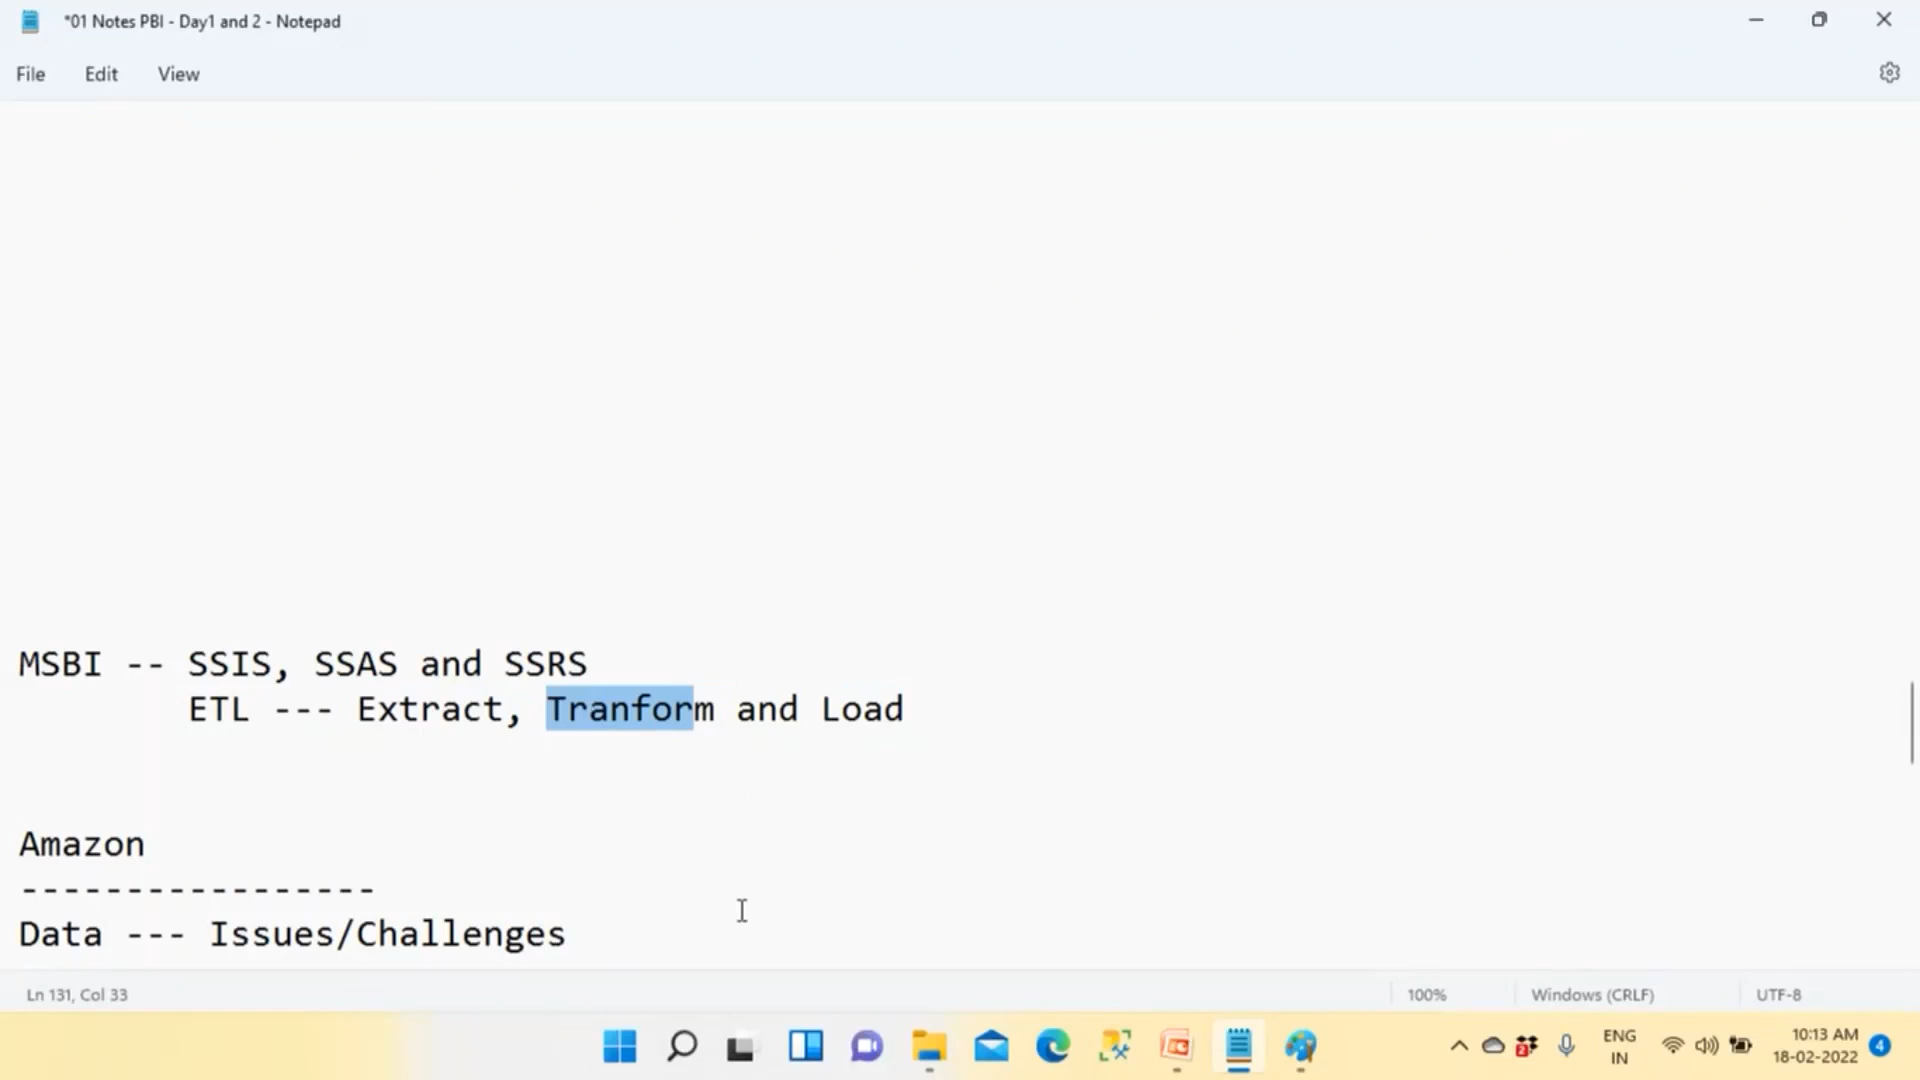 *01 Notes PBI - Day1 and 2 - Notepad
File Edit View
MSBI -- SSIS, SSAS and SSRS
ETL --- Extract, Tranform and Load
Amazon
-----------------
Data --- Issues/Challenges
Ln 131, Col 33 100% Windows (CRLF) UTF-8
ENG
IN
10:13 AM
18-02-2022
2
4